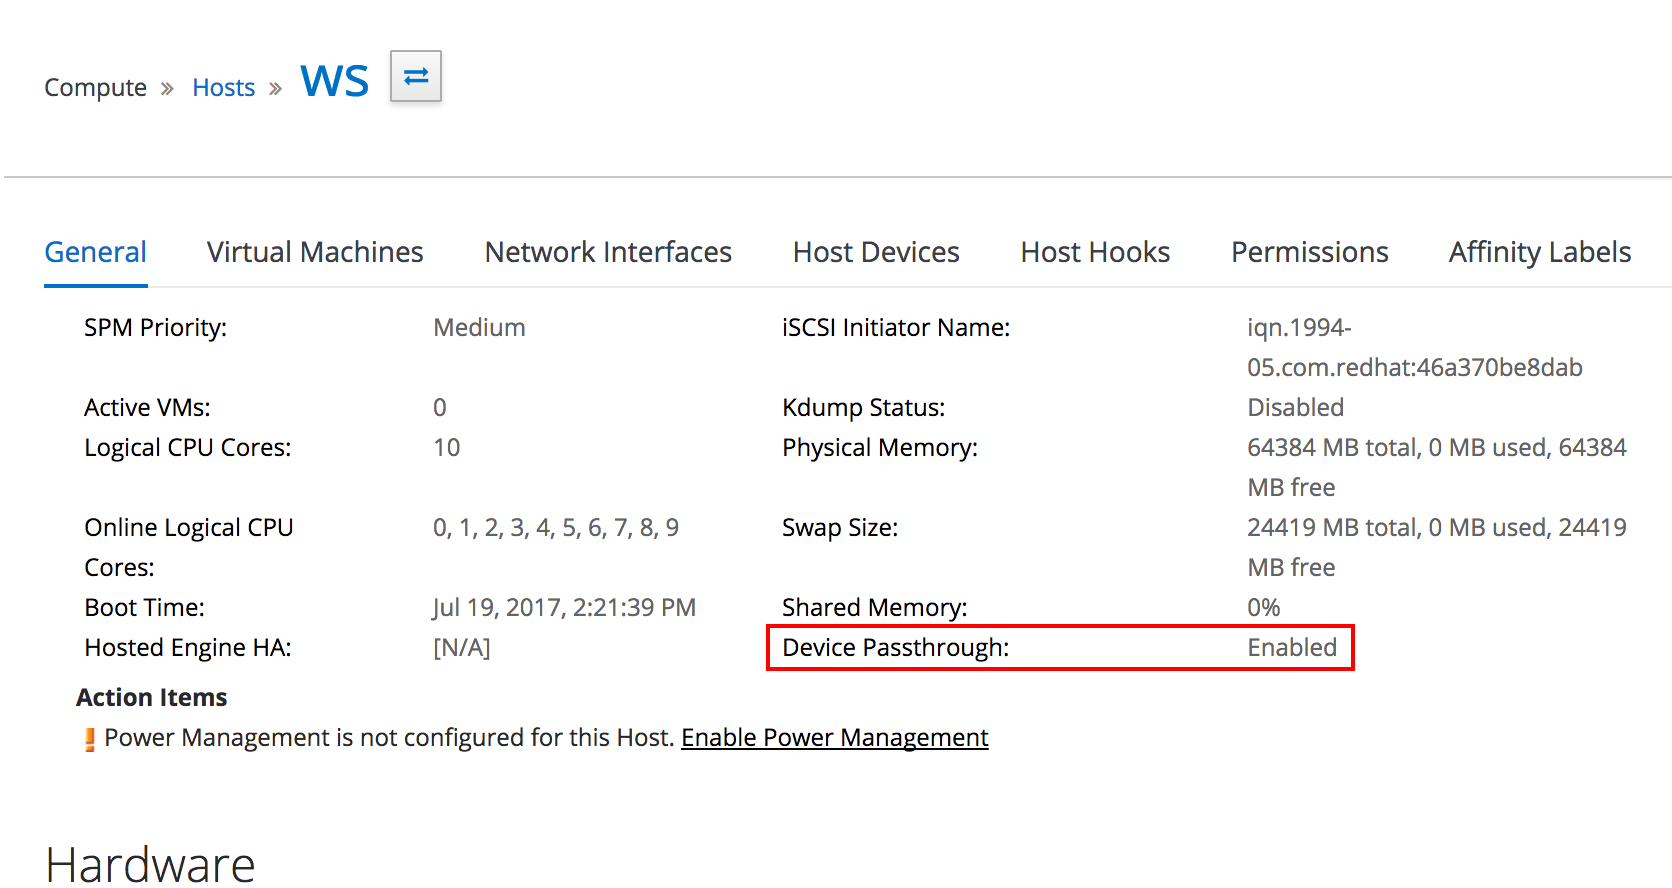 Compute » Hosts » WS
General Virtual Machines Network Interfaces Host Devices Host Hooks Permissions Affinity Labels
SPM Priority: Medium iSCSI Initiator Name: iqn.1994-
05.com.redhat:46a370be8dab
Active VMs: 0 Kdump Status: Disabled
Logical CPU Cores: 10 Physical Memory: 64384 MB total, 0 MB used, 64384
MB free
Online Logical CPU 0, 1, 2, 3, 4, 5, 6, 7, 8, 9 Swap Size: 24419 MB total, 0 MB used, 24419
Cores: MB free
Boot Time: Jul 19, 2017, 2:21:39 PM Shared Memory: 0%
Hosted Engine HA: [N/A] Device Passthrough: Enabled
Action Items
Power Management is not configured for this Host. Enable Power Management
Hardware